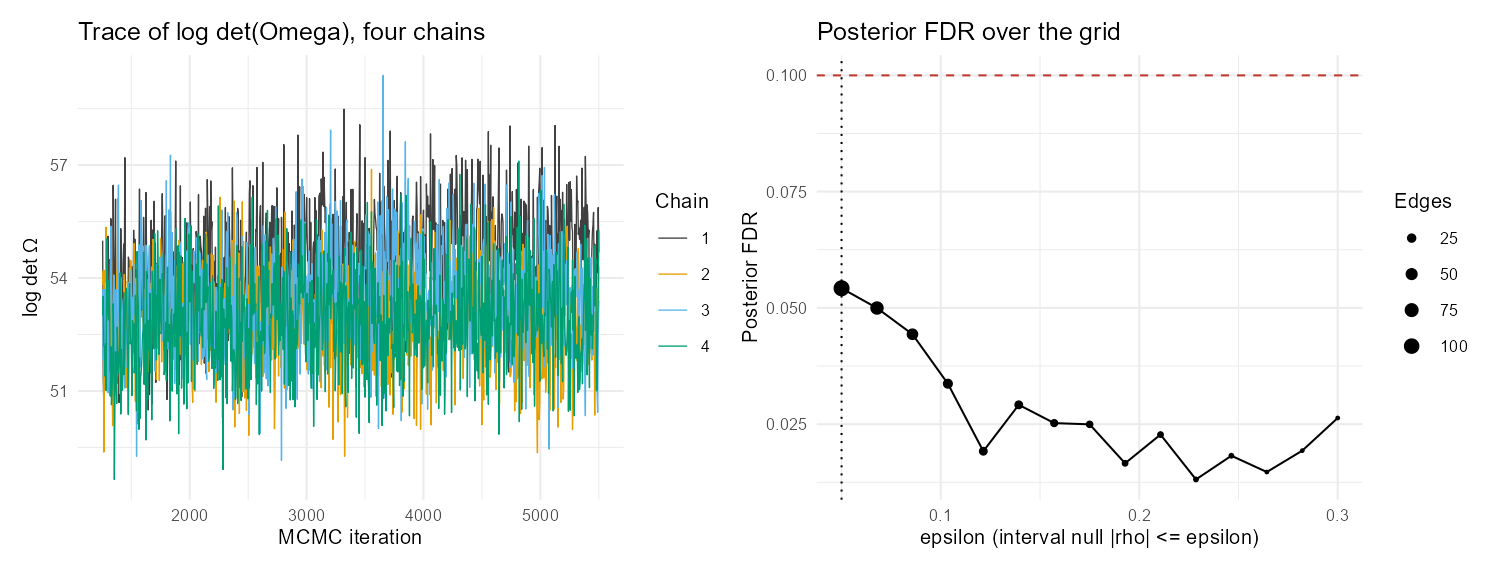 Trace of log det(Omega), four chains
57
54
51
log det Ω
2000
3000
4000
5000
MCMC iteration
Chain
1
2
3
4
Posterior FDR over the grid
0.100
0.075
0.050
0.025
Posterior FDR
0.1
0.2
0.3
epsilon (interval null |rho| <= epsilon)
Edges
25
50
75
100